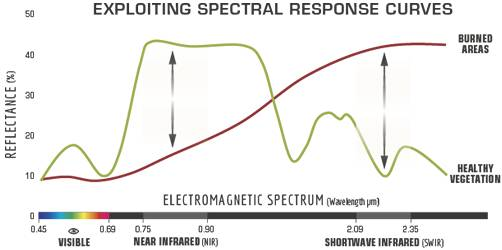 EXPLOITING SPECTRAL RESPONSE CURVES
50
40
30
20
10
0
REFLECTANCE (%)
BURNED
AREAS
HEALTHY
VEGETATION
ELECTROMAGNETIC SPECTRUM (Wavelength µm)
0.45 0.69 0.75 0.90 2.09 2.35
VISIBLE NEAR INFRARED (NIR) SHORTWAVE INFRARED (SWIR)